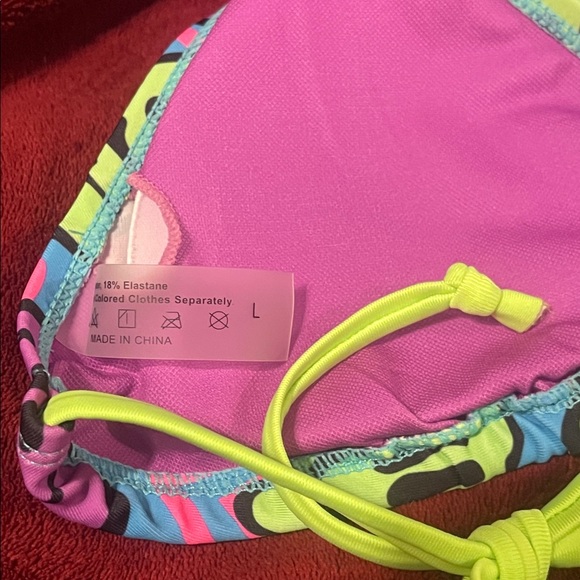 18% Elastane
Colored Clothes Separately
L
MADE IN CHINA